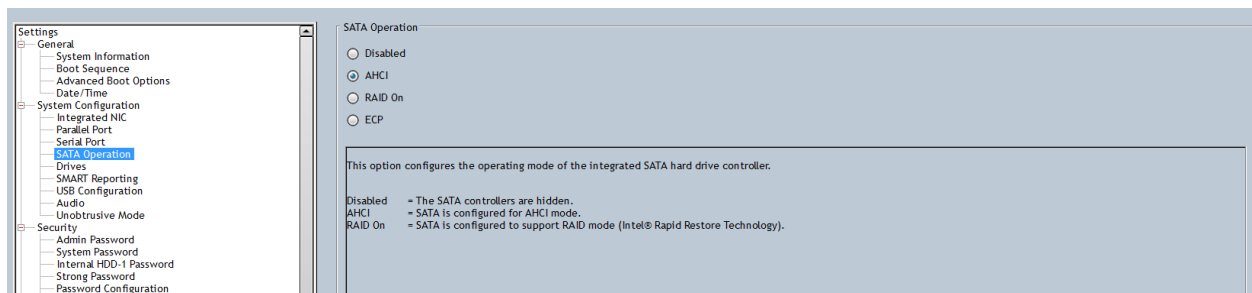 Settings
General
System Information
Boot Sequence
Advanced Boot Options
Date/Time
System Configuration
Integrated NIC
Parallel Port
Serial Port
SATA Operation
Drives
SMART Reporting
USB Configuration
Audio
Unobtrusive Mode
Security
Admin Password
System Password
Internal HDD-1 Password
Strong Password
Password Configuration
SATA Operation
Disabled
AHCI
RAID On
ECP
This option configures the operating mode of the integrated SATA hard drive controller.
Disabled = The SATA controllers are hidden.
AHCI = SATA is configured for AHCI mode.
RAID On = SATA is configured to support RAID mode (Intel® Rapid Restore Technology).